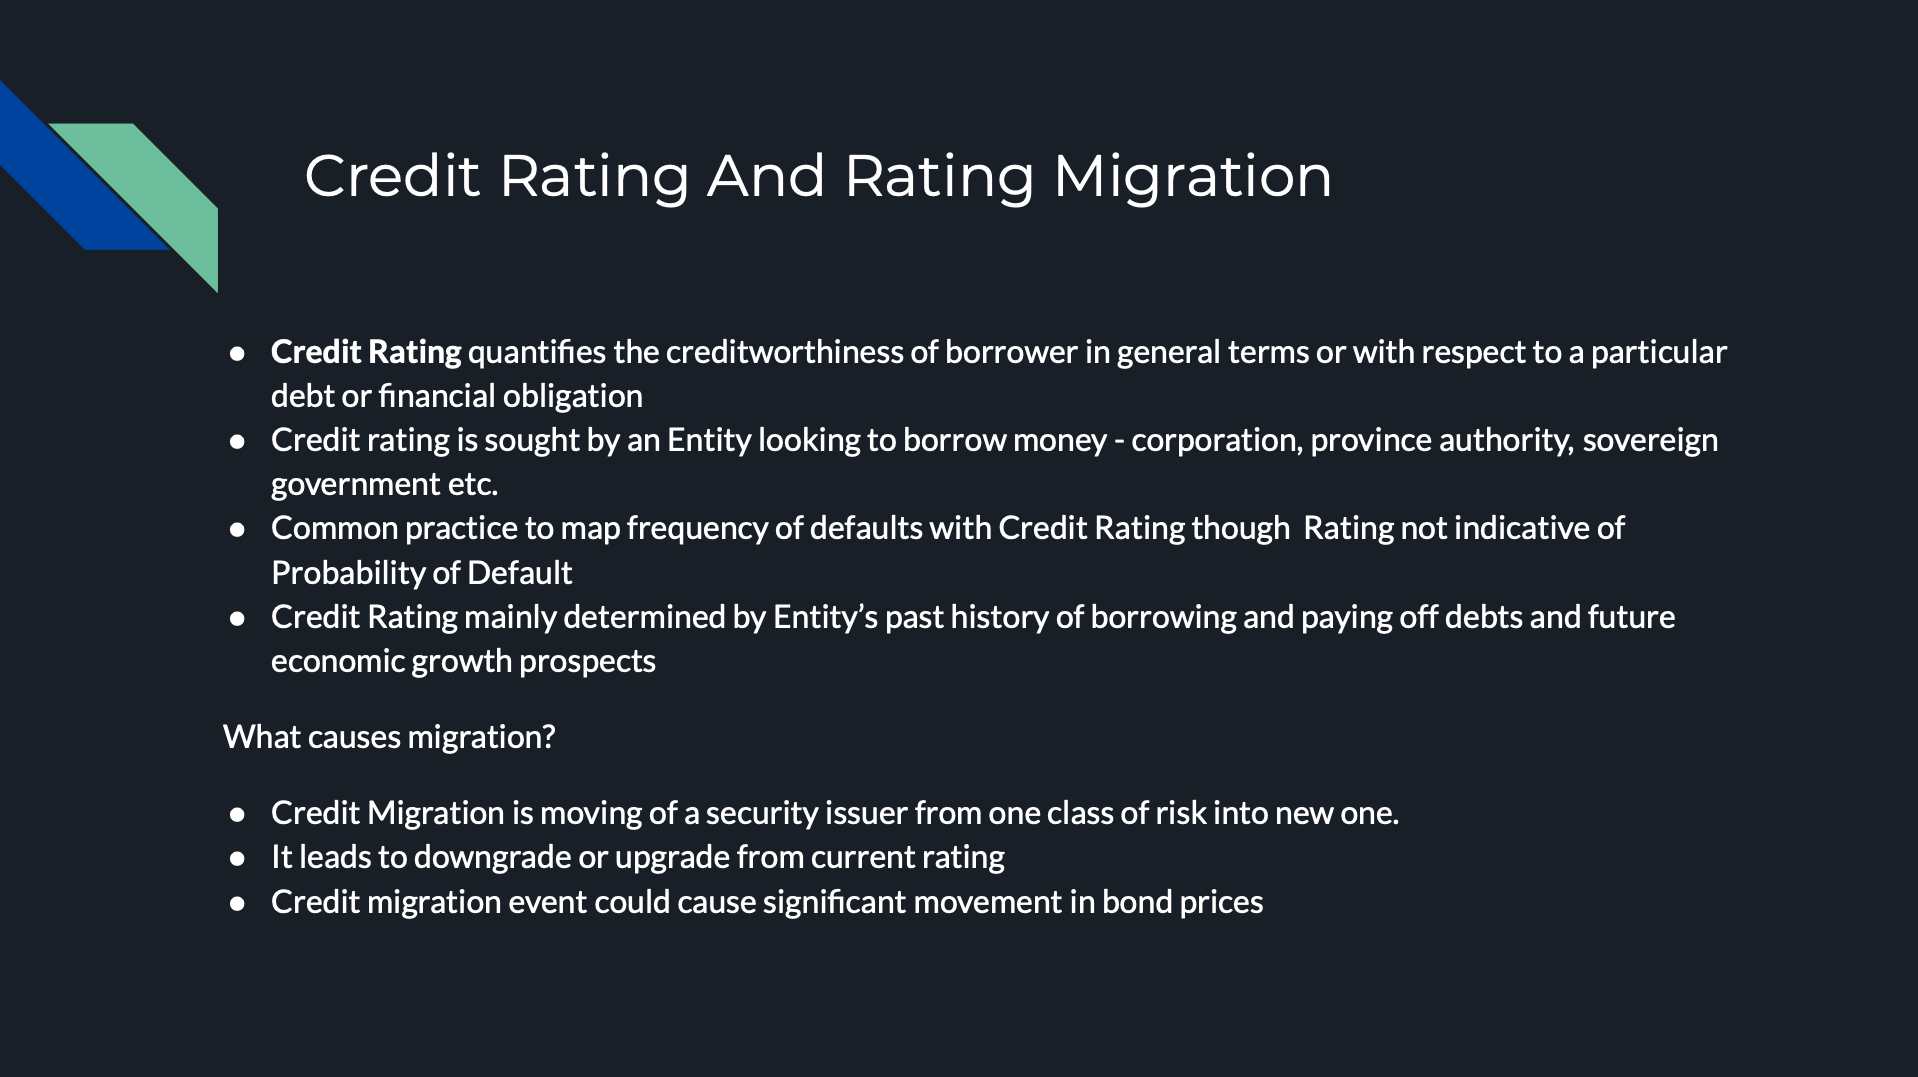 Credit Rating And Rating Migration
● Credit Rating quantifies the creditworthiness of borrower in general terms or with respect to a particular
debt or financial obligation
● Credit rating is sought by an Entity looking to borrow money - corporation, province authority, sovereign
government etc.
● Common practice to map frequency of defaults with Credit Rating though  Rating not indicative of
Probability of Default
● Credit Rating mainly determined by Entity’s past history of borrowing and paying off debts and future
economic growth prospects
What causes migration?
● Credit Migration is moving of a security issuer from one class of risk into new one.
● It leads to downgrade or upgrade from current rating
● Credit migration event could cause significant movement in bond prices